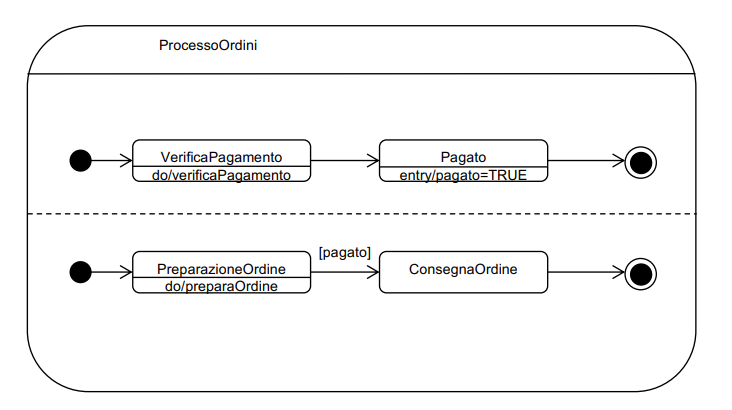 ProcessoOrdini
VerificaPagamento
do/verificaPagamento
Pagato
entry/pagato=TRUE
[pagato]
PreparazioneOrdine
do/preparaOrdine
ConsegnaOrdine